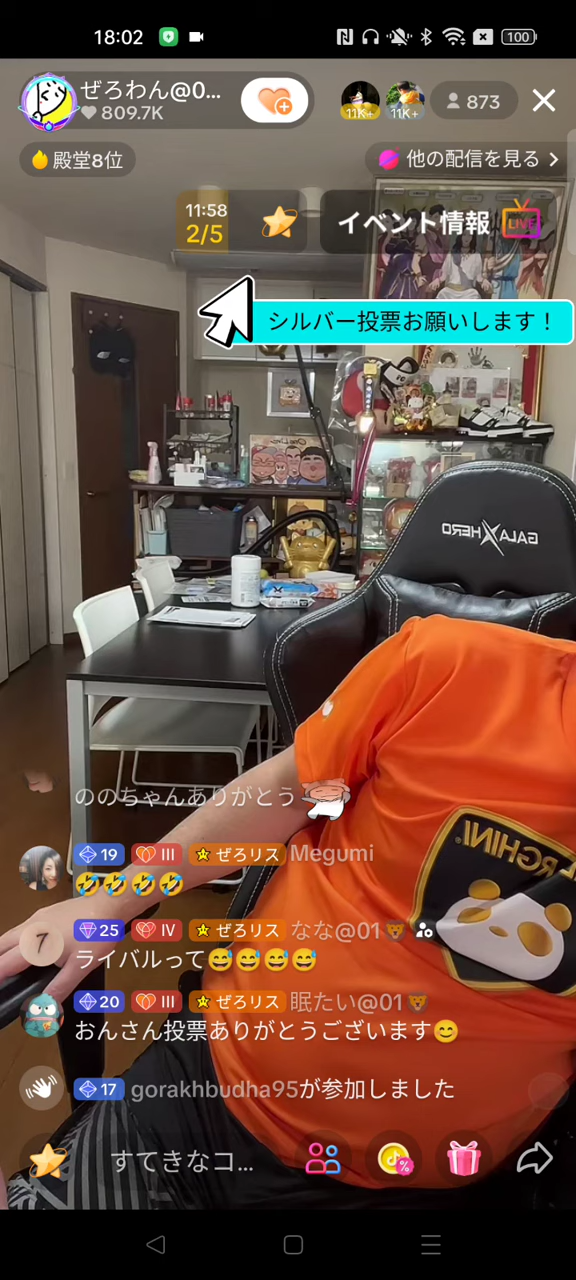 18:02
100
ぜろわん@0...
809.7K
11K+
11K+
873
殿堂8位
他の配信を見る
11:58
2/5
イベント情報
LIVE
シルバー投票お願いします！
GALAXHERO
ののちゃんありがとう
19 III ぜろリス Megumi
🤣🤣🤣🤣
7
25 IV ぜろリス なな@01🦁
ライバルって😅😅😅😅
20 III ぜろリス 眠たい@01🦁
おんさん投票ありがとうございます😊
17 gorakhbudha95が参加しました
すてきなコ...